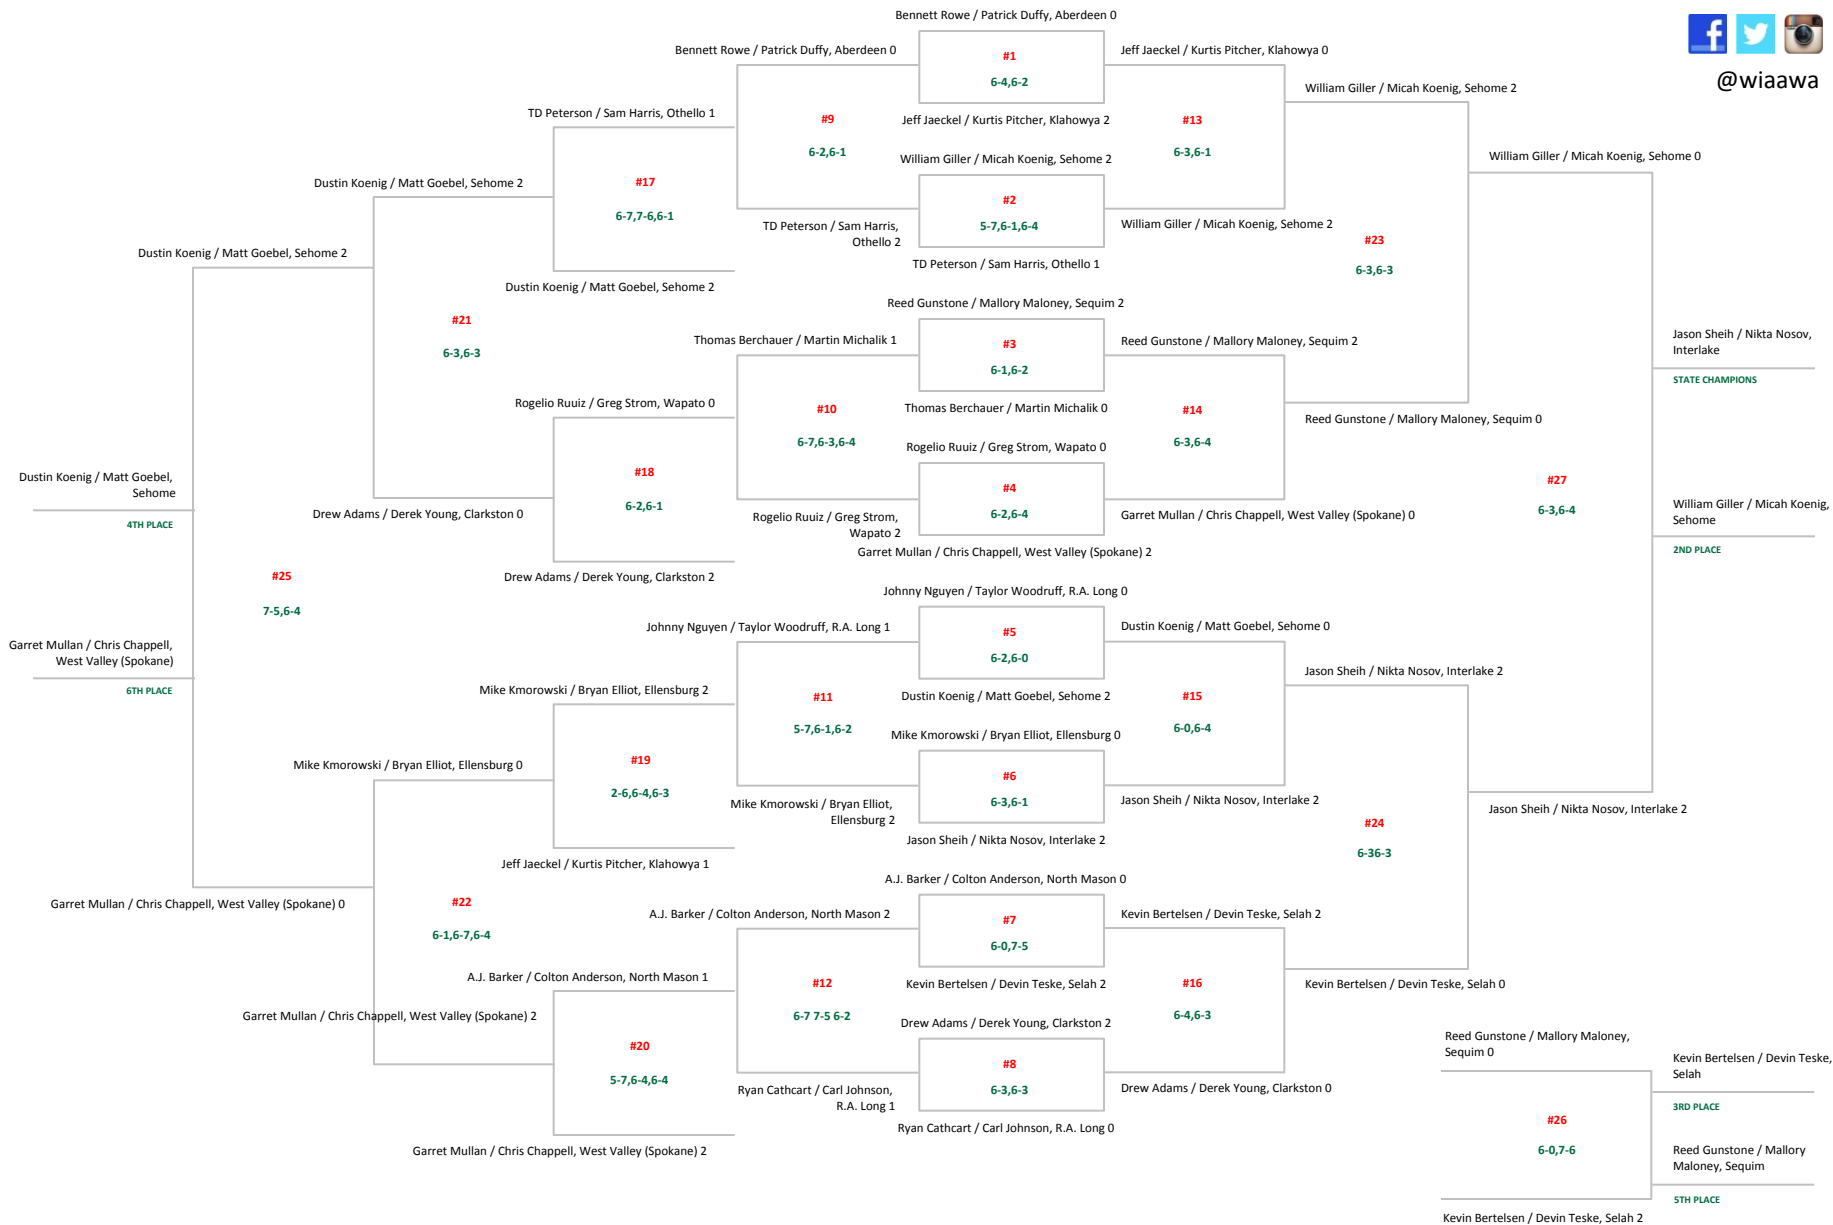 Bennett Rowe / Patrick Duffy, Aberdeen 0
Bennett Rowe / Patrick Duffy, Aberdeen 0
#1
Jeff Jaeckel / Kurtis Pitcher, Klahowya 0
@wiaawa
6-4,6-2
William Giller / Micah Koenig, Sehome 2
TD Peterson / Sam Harris, Othello 1
#9
Jeff Jaeckel / Kurtis Pitcher, Klahowya 2
#13
6-2,6-1
6-3,6-1
William Giller / Micah Koenig, Sehome 2
William Giller / Micah Koenig, Sehome 0
Dustin Koenig / Matt Goebel, Sehome 2
#17
#2
6-7,7-6,6-1
5-7,6-1,6-4
TD Peterson / Sam Harris,
Othello 2
William Giller / Micah Koenig, Sehome 2
#23
Dustin Koenig / Matt Goebel, Sehome 2
TD Peterson / Sam Harris, Othello 1
6-3,6-3
Dustin Koenig / Matt Goebel, Sehome 2
Reed Gunstone / Mallory Maloney, Sequim 2
#21
6-3,6-3
Thomas Berchauer / Martin Michalik 1
#3
Reed Gunstone / Mallory Maloney, Sequim 2
Jason Sheih / Nikta Nosov,
Interlake
6-1,6-2
STATE CHAMPIONS
Rogelio Ruuiz / Greg Strom, Wapato 0
#10
Thomas Berchauer / Martin Michalik 0
#14
Reed Gunstone / Mallory Maloney, Sequim 0
6-7,6-3,6-4
6-3,6-4
Rogelio Ruuiz / Greg Strom, Wapato 0
Dustin Koenig / Matt Goebel,
Sehome
#18
#4
#27
4TH PLACE
Drew Adams / Derek Young, Clarkston 0
6-2,6-1
Rogelio Ruuiz / Greg Strom,
Wapato 2
6-2,6-4
Garret Mullan / Chris Chappell, West Valley (Spokane) 0
6-3,6-4
William Giller / Micah Koenig,
Sehome
2ND PLACE
Garret Mullan / Chris Chappell, West Valley (Spokane) 2
#25
7-5,6-4
Drew Adams / Derek Young, Clarkston 2
Johnny Nguyen / Taylor Woodruff, R.A. Long 0
Johnny Nguyen / Taylor Woodruff, R.A. Long 1
#5
Dustin Koenig / Matt Goebel, Sehome 0
Garret Mullan / Chris Chappell,
West Valley (Spokane)
6TH PLACE
6-2,6-0
Jason Sheih / Nikta Nosov, Interlake 2
Mike Kmorowski / Bryan Elliot, Ellensburg 2
#11
Dustin Koenig / Matt Goebel, Sehome 2
#15
5-7,6-1,6-2
6-0,6-4
Mike Kmorowski / Bryan Elliot, Ellensburg 0
Mike Kmorowski / Bryan Elliot, Ellensburg 0
#19
#6
2-6,6-4,6-3
Mike Kmorowski / Bryan Elliot,
Ellensburg 2
6-3,6-1
Jason Sheih / Nikta Nosov, Interlake 2
Jason Sheih / Nikta Nosov, Interlake 2
#24
Jason Sheih / Nikta Nosov, Interlake 2
6-36-3
Jeff Jaeckel / Kurtis Pitcher, Klahowya 1
A.J. Barker / Colton Anderson, North Mason 0
Garret Mullan / Chris Chappell, West Valley (Spokane) 0
#22
A.J. Barker / Colton Anderson, North Mason 2
#7
Kevin Bertelsen / Devin Teske, Selah 2
6-1,6-7,6-4
6-0,7-5
A.J. Barker / Colton Anderson, North Mason 1
#12
Kevin Bertelsen / Devin Teske, Selah 2
#16
Kevin Bertelsen / Devin Teske, Selah 0
Garret Mullan / Chris Chappell, West Valley (Spokane) 2
6-7 7-5 6-2
Drew Adams / Derek Young, Clarkston 2
6-4,6-3
#20
#8
Reed Gunstone / Mallory Maloney,
Sequim 0
Kevin Bertelsen / Devin Teske,
Selah
5-7,6-4,6-4
Ryan Cathcart / Carl Johnson,
R.A. Long 1
6-3,6-3
Drew Adams / Derek Young, Clarkston 0
3RD PLACE
Ryan Cathcart / Carl Johnson, R.A. Long 0
#26
Garret Mullan / Chris Chappell, West Valley (Spokane) 2
6-0,7-6
Reed Gunstone / Mallory
Maloney, Sequim
5TH PLACE
Kevin Bertelsen / Devin Teske, Selah 2